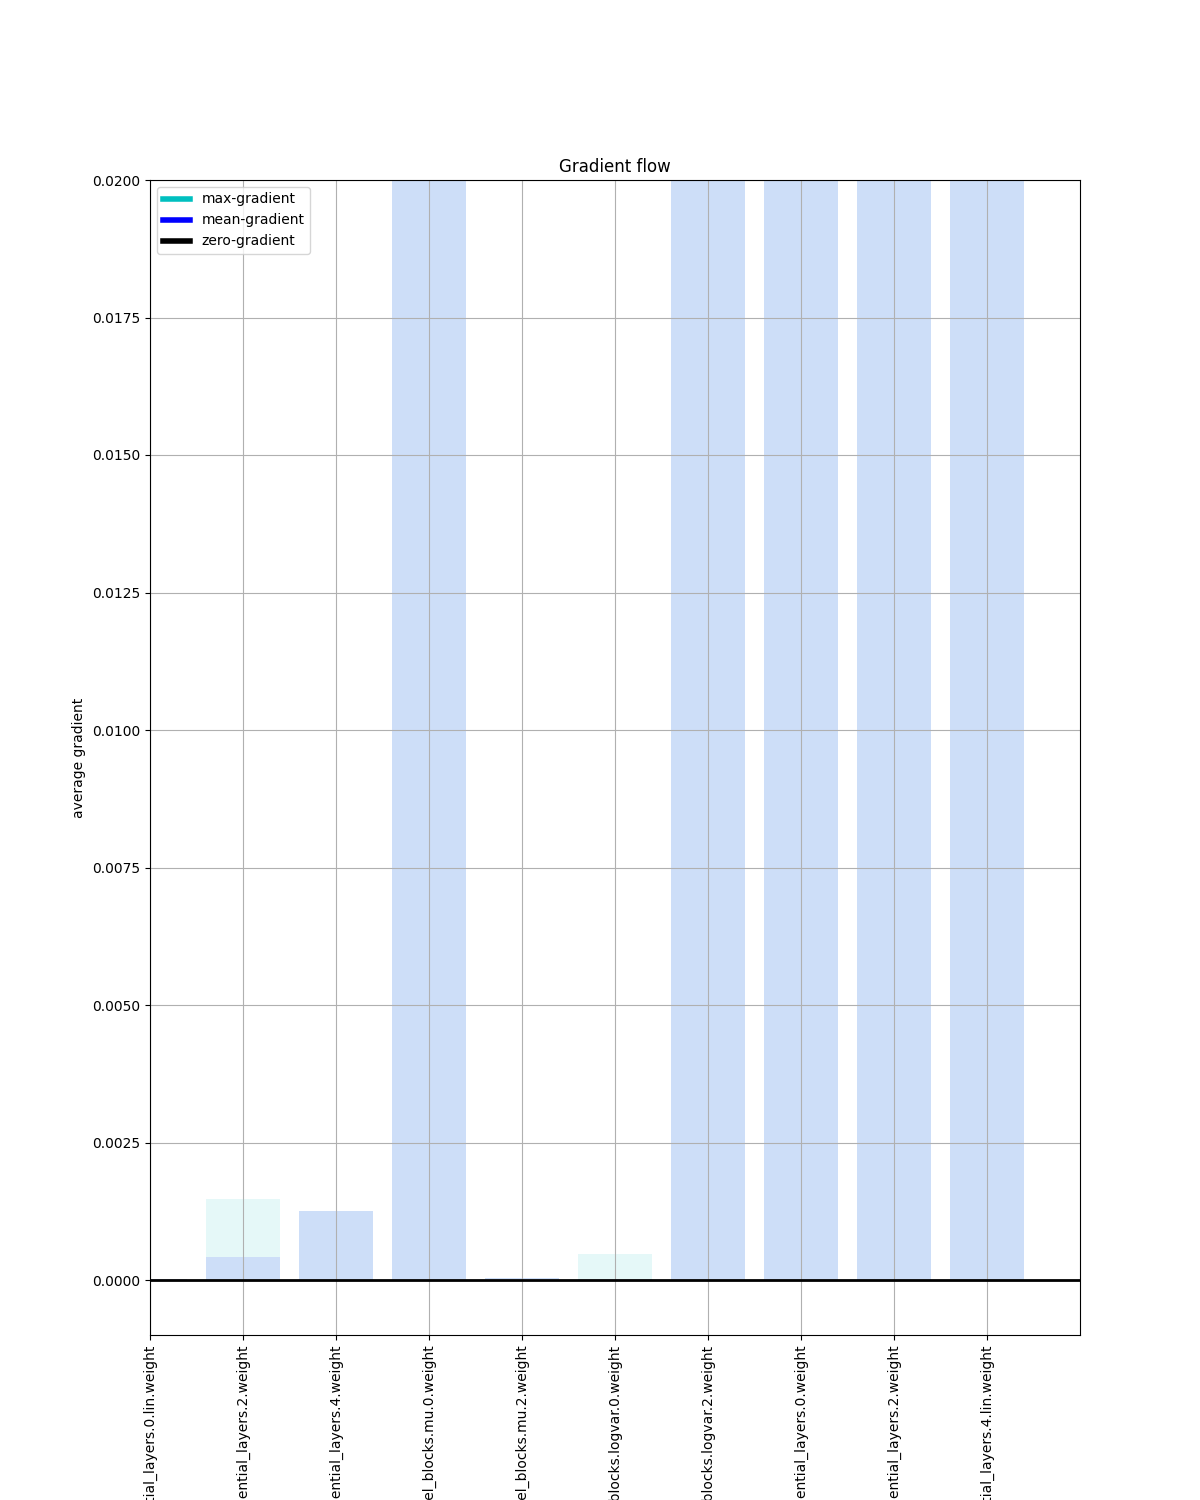 Gradient flow
max-gradient
mean-gradient
zero-gradient
0.0200
0.0175
0.0150
0.0125
0.0100
0.0075
0.0050
0.0025
0.0000
average gradient
tial_layers.0.lin.weight
ential_layers.2.weight
ential_layers.4.weight
el_blocks.mu.0.weight
el_blocks.mu.2.weight
blocks.logvar.0.weight
blocks.logvar.2.weight
ential_layers.0.weight
ential_layers.2.weight
tial_layers.4.lin.weight